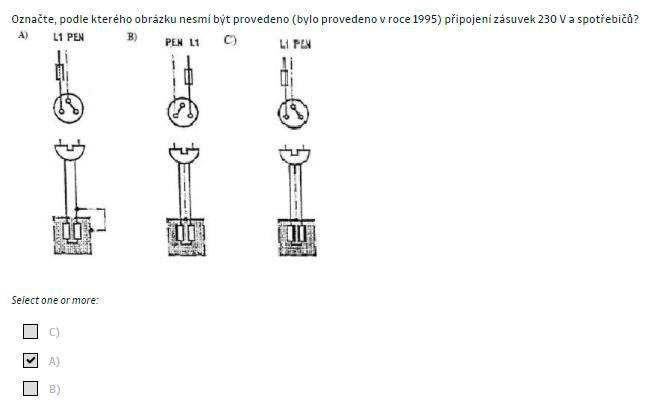 Označte, podle kterého obrázku nesmí být provedeno (bylo provedeno v roce 1995) připojení zásuvek 230 V a spotřebičů?
A) L1 PEN B) PEN L1 C) L1 PEN
Select one or more:
C)
A)
B)